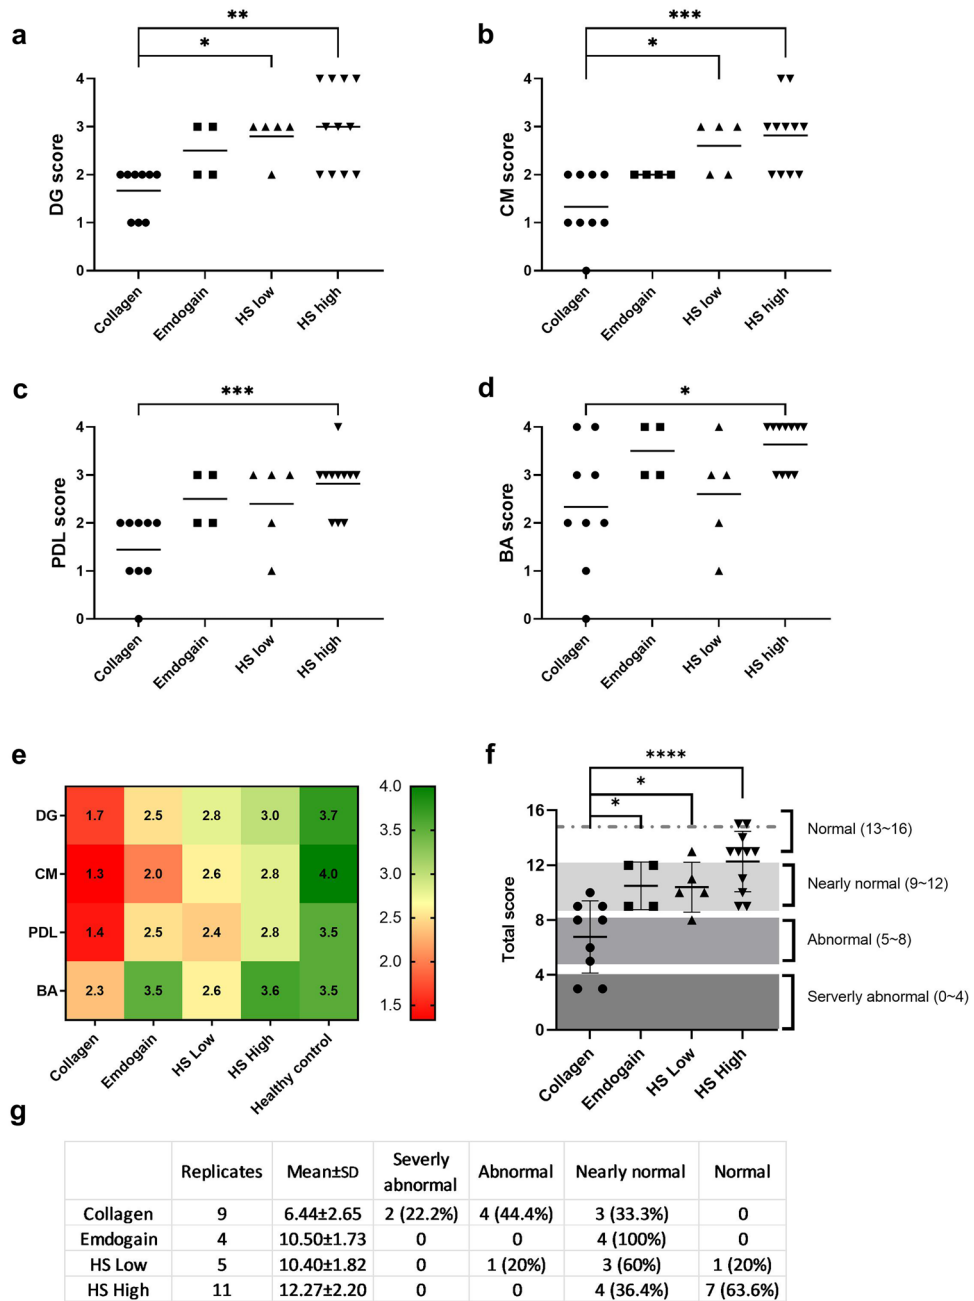 a
**
*
DG score
4
3
2
1
0
Collagen
Emdogain
HS low
HS high
b
***
*
CM score
4
3
2
1
0
Collagen
Emdogain
HS low
HS high
c
***
PDL score
4
3
2
1
0
Collagen
Emdogain
HS low
HS high
d
*
BA score
4
3
2
1
0
Collagen
Emdogain
HS low
HS high
e
DG 1.7 2.5 2.8 3.0 3.7
CM 1.3 2.0 2.6 2.8 4.0
PDL 1.4 2.5 2.4 2.8 3.5
BA 2.3 3.5 2.6 3.6 3.5
Collagen
Emdogain
HS Low
HS High
Healthy control
4.0
3.5
3.0
2.5
2.0
1.5
f
****
*
*
Total score
16
12
8
4
0
Normal (13~16)
Nearly normal (9~12)
Abnormal (5~8)
Serverly abnormal (0~4)
Collagen
Emdogain
HS Low
HS High
g
Replicates Mean±SD Severly abnormal Abnormal Nearly normal Normal
Collagen 9 6.44±2.65 2 (22.2%) 4 (44.4%) 3 (33.3%) 0
Emdogain 4 10.50±1.73 0 0 4 (100%) 0
HS Low 5 10.40±1.82 0 1 (20%) 3 (60%) 1 (20%)
HS High 11 12.27±2.20 0 0 4 (36.4%) 7 (63.6%)